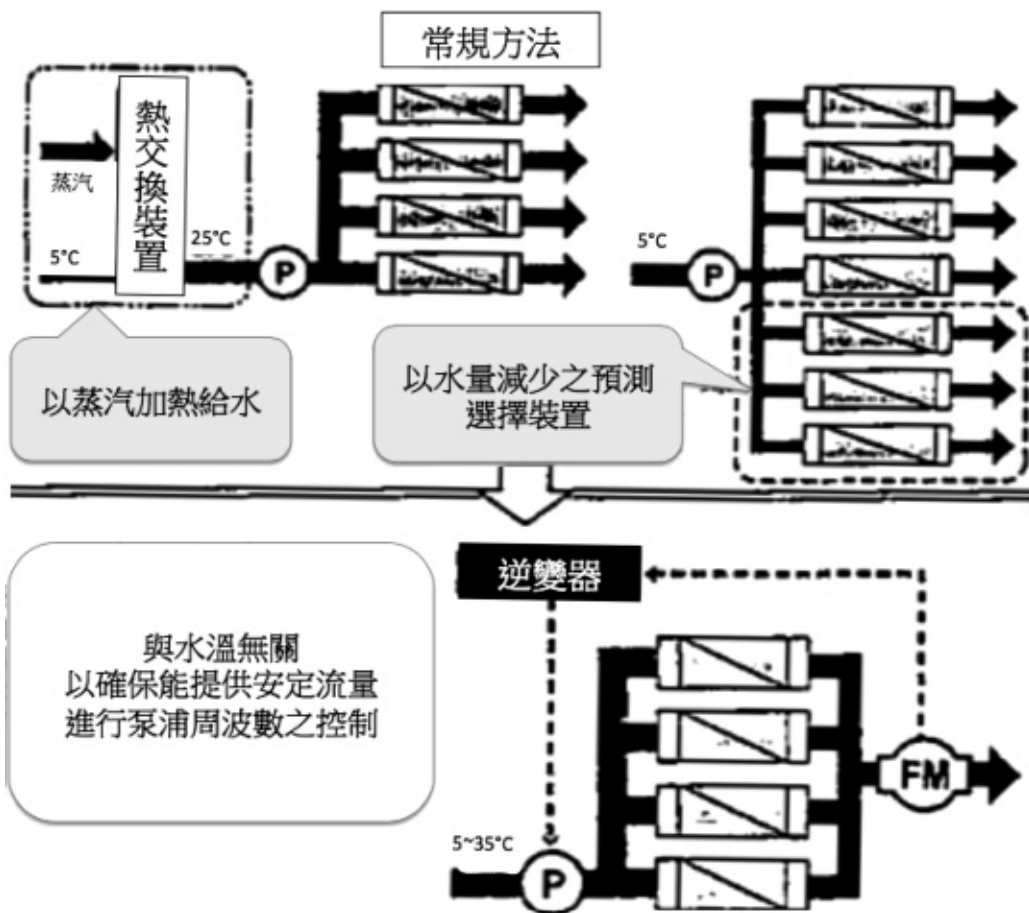 常規方法
熱交換裝置
蒸汽
5°C
25°C
P
5°C
P
以蒸汽加熱給水
以水量減少之預測
選擇裝置
逆變器
與水溫無關
以確保能提供安定流量
進行泵浦周波數之控制
FM
5~35°C
P